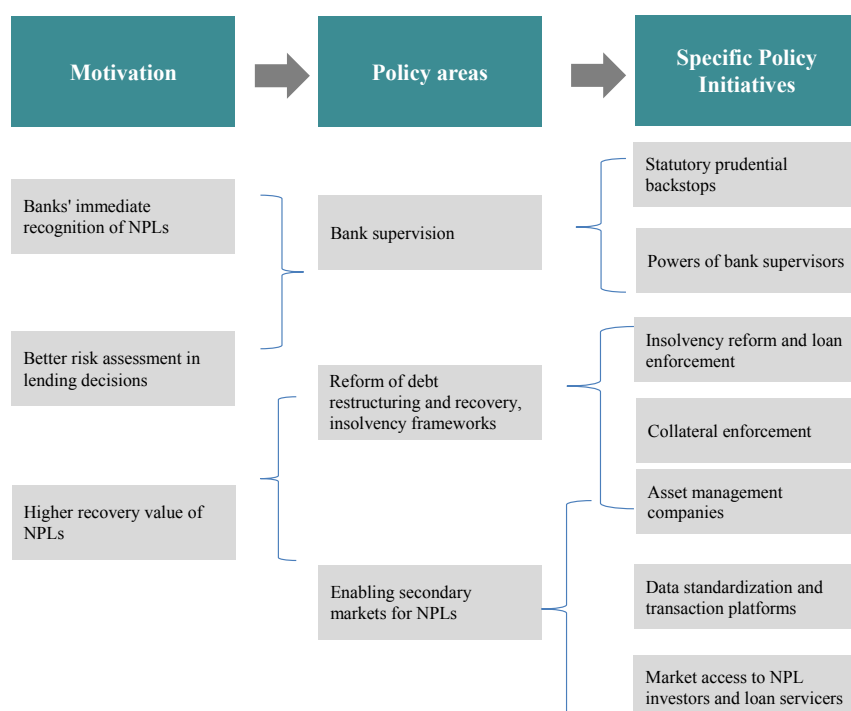 Motivation
Policy areas
Specific Policy
Initiatives
Banks' immediate
recognition of NPLs
Better risk assessment in
lending decisions
Higher recovery value of
NPLs
Bank supervision
Reform of debt
restructuring and recovery,
insolvency frameworks
Enabling secondary
markets for NPLs
Statutory prudential
backstops
Powers of bank supervisors
Insolvency reform and loan
enforcement
Collateral enforcement
Asset management
companies
Data standardization and
transaction platforms
Market access to NPL
investors and loan servicers